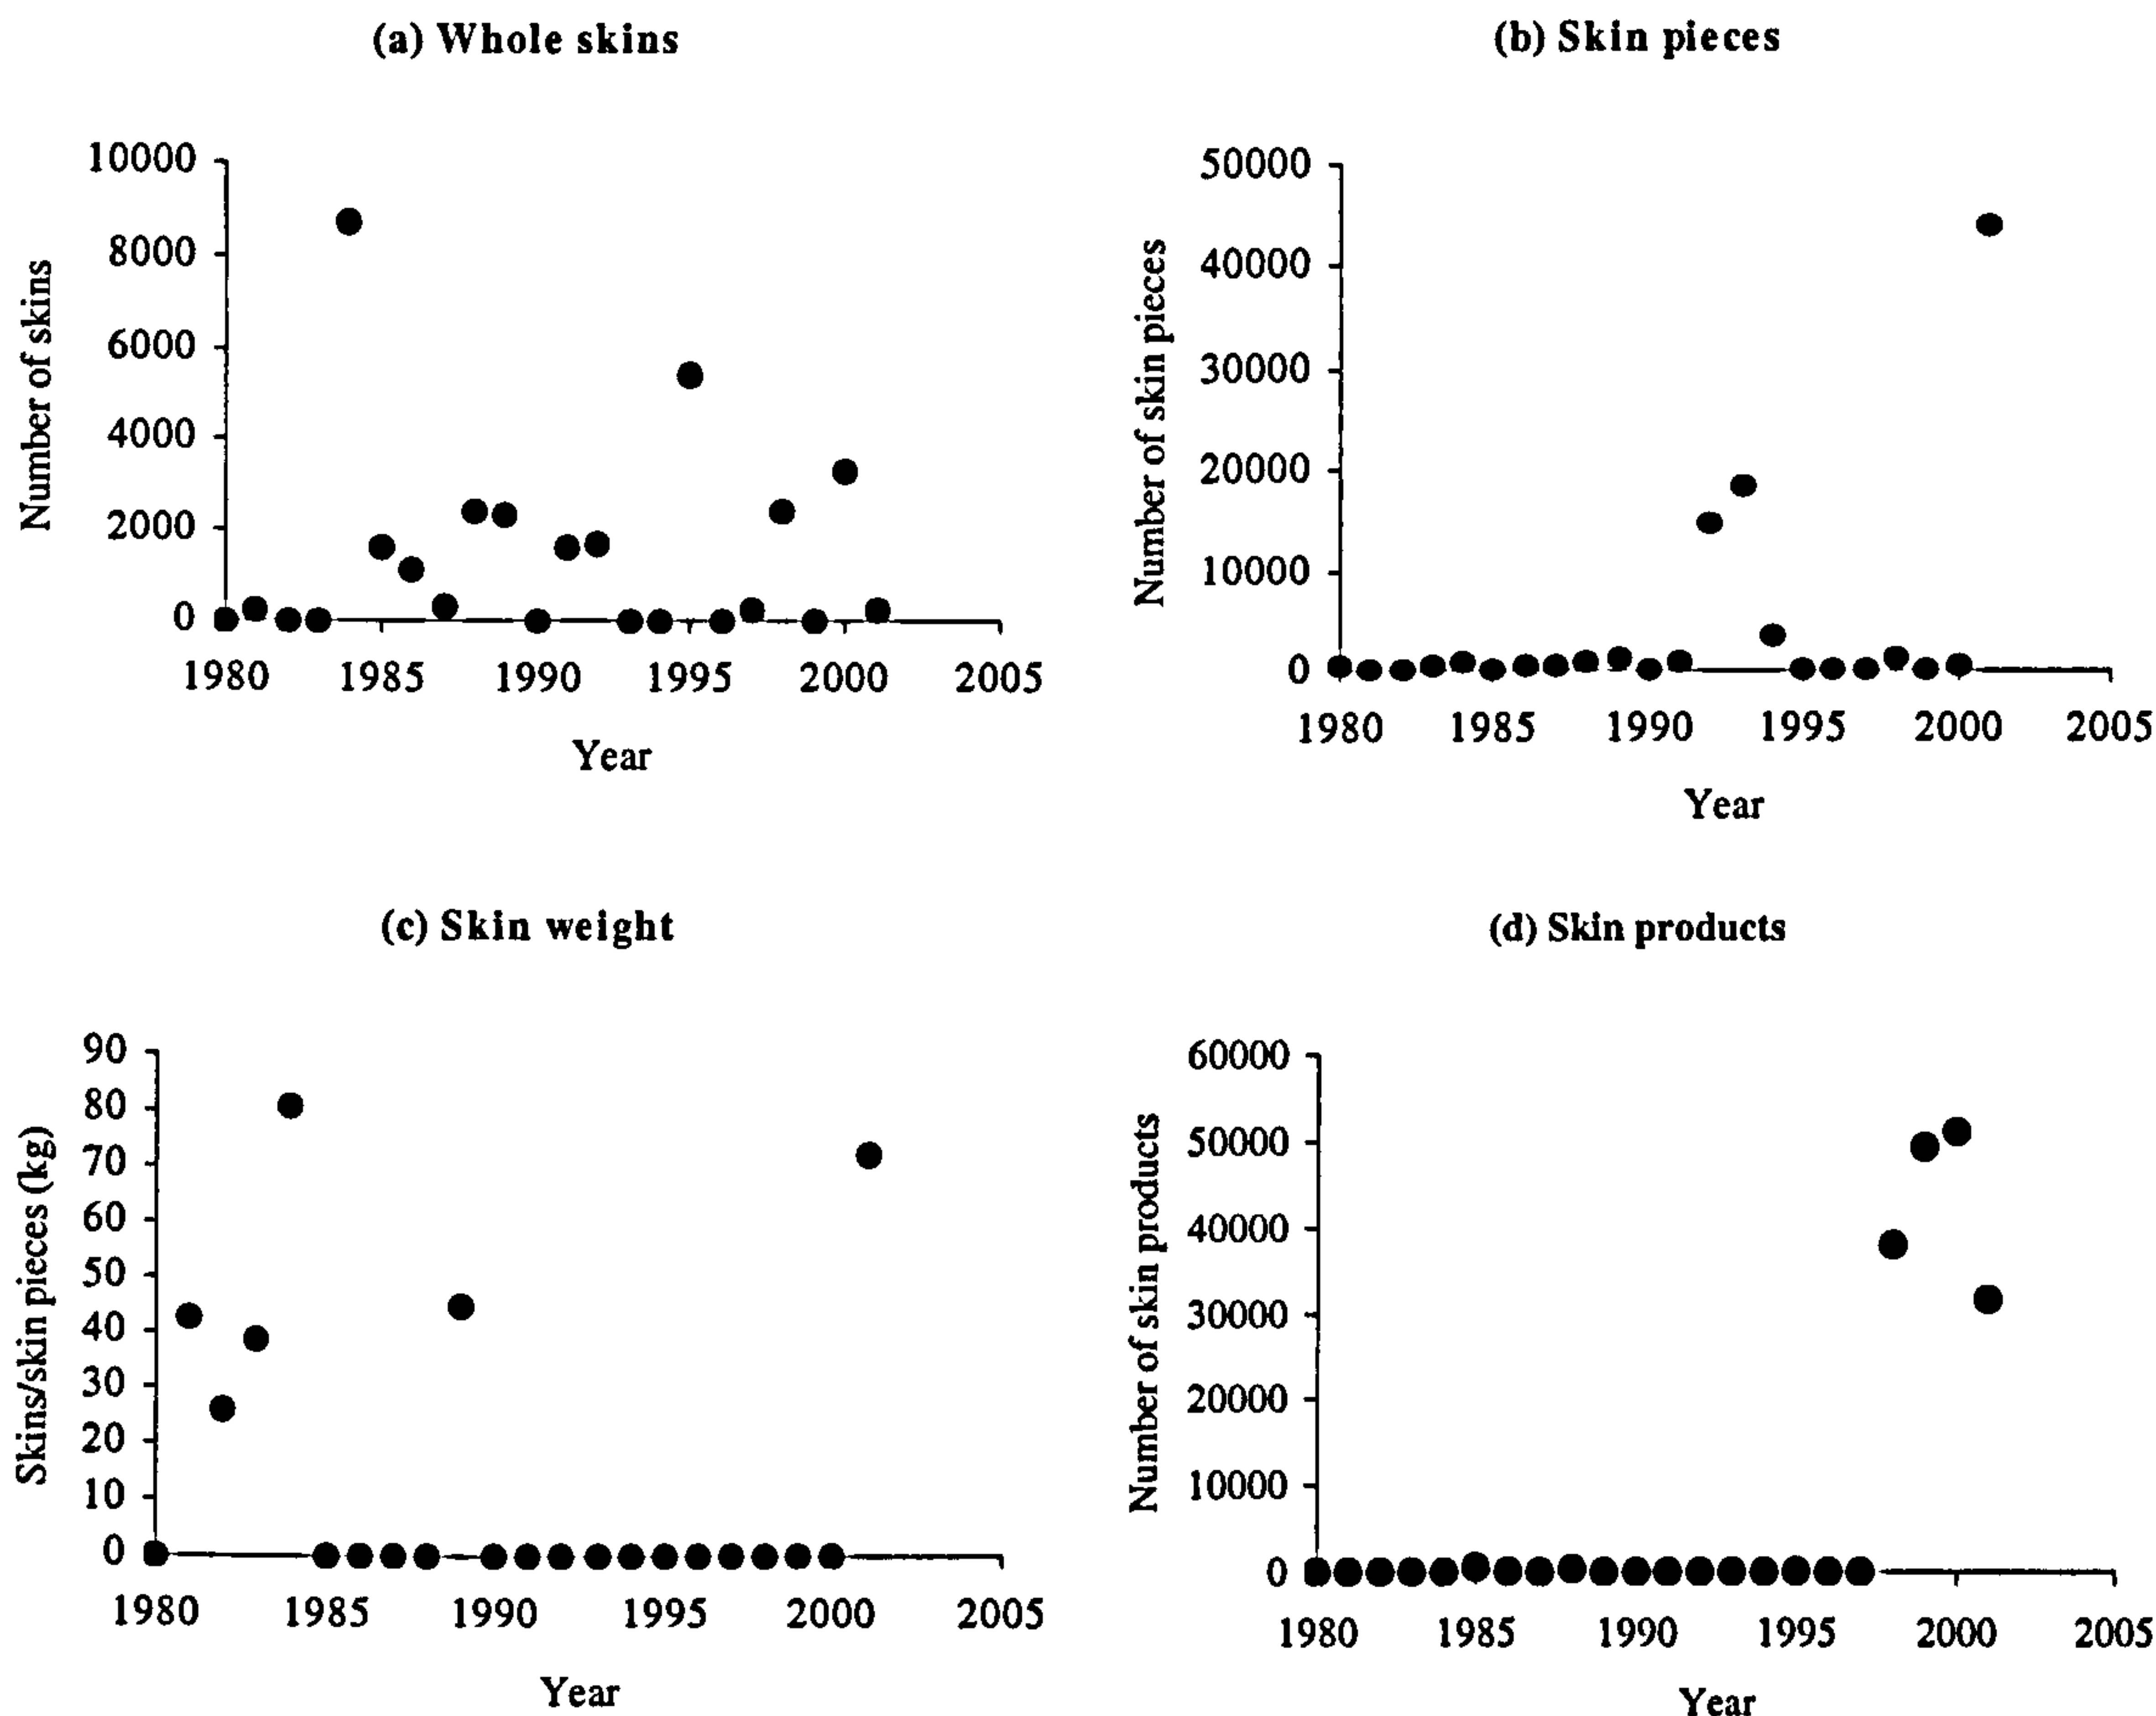 (a) Whole skins
Number of skins
10000
8000
6000
4000
2000
0
1980 1985 1990 1995 2000 2005
Year
(b) Skin pieces
Number of skin pieces
50000
40000
30000
20000
10000
0
1980 1985 1990 1995 2000 2005
Year
(c) Skin weight
Skins/skin pieces (kg)
90
80
70
60
50
40
30
20
10
0
1980 1985 1990 1995 2000 2005
Year
(d) Skin products
Number of skin products
60000
50000
40000
30000
20000
10000
0
1980 1985 1990 1995 2000 2005
Year